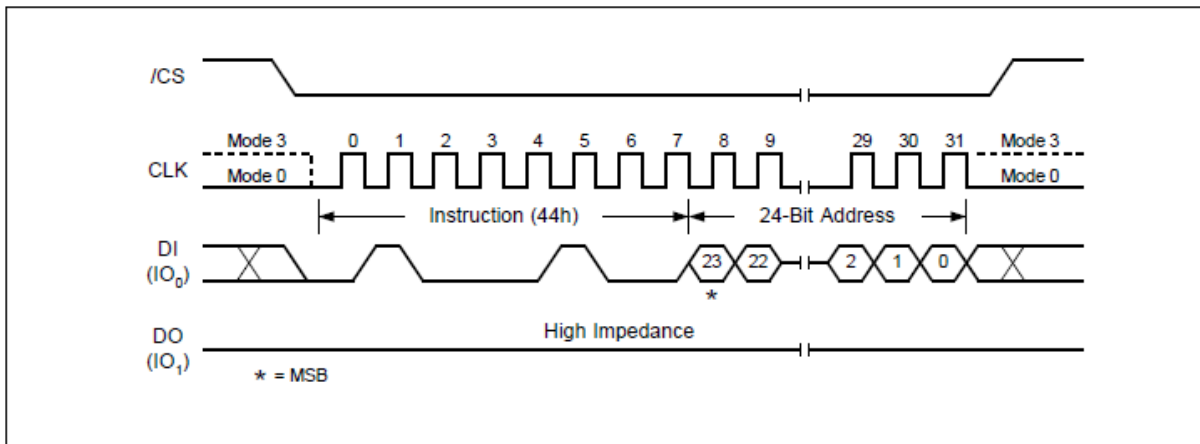 /CS
Mode 3 0 1 2 3 4 5 6 7 8 9 29 30 31 Mode 3
CLK
Mode 0 Mode 0
Instruction (44h) 24-Bit Address
DI
(IO0) 23 22 2 1 0
*
High Impedance
DO
(IO1)
* = MSB